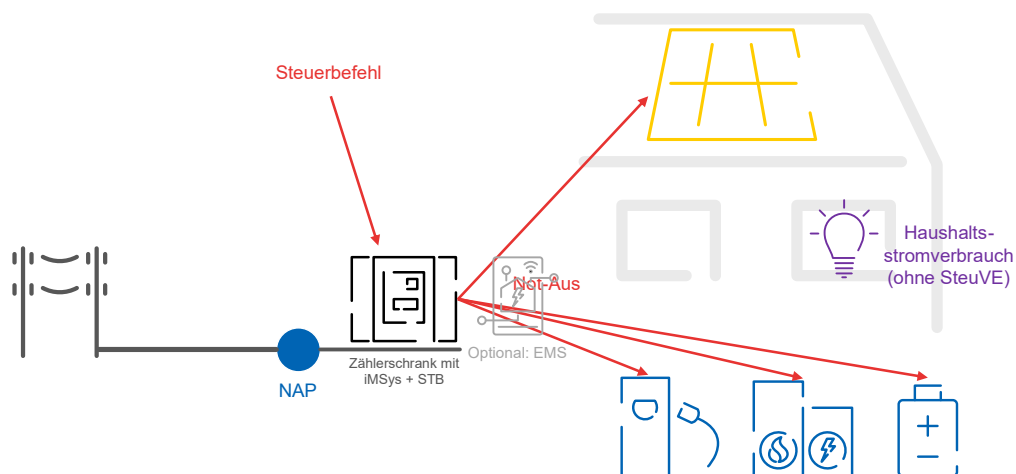 Steuerbefehl
Haushalts-
stromverbrauch
(ohne SteuVE)
Not-Aus
Optional: EMS
Zählerschrank mit
iMSys + STB
NAP